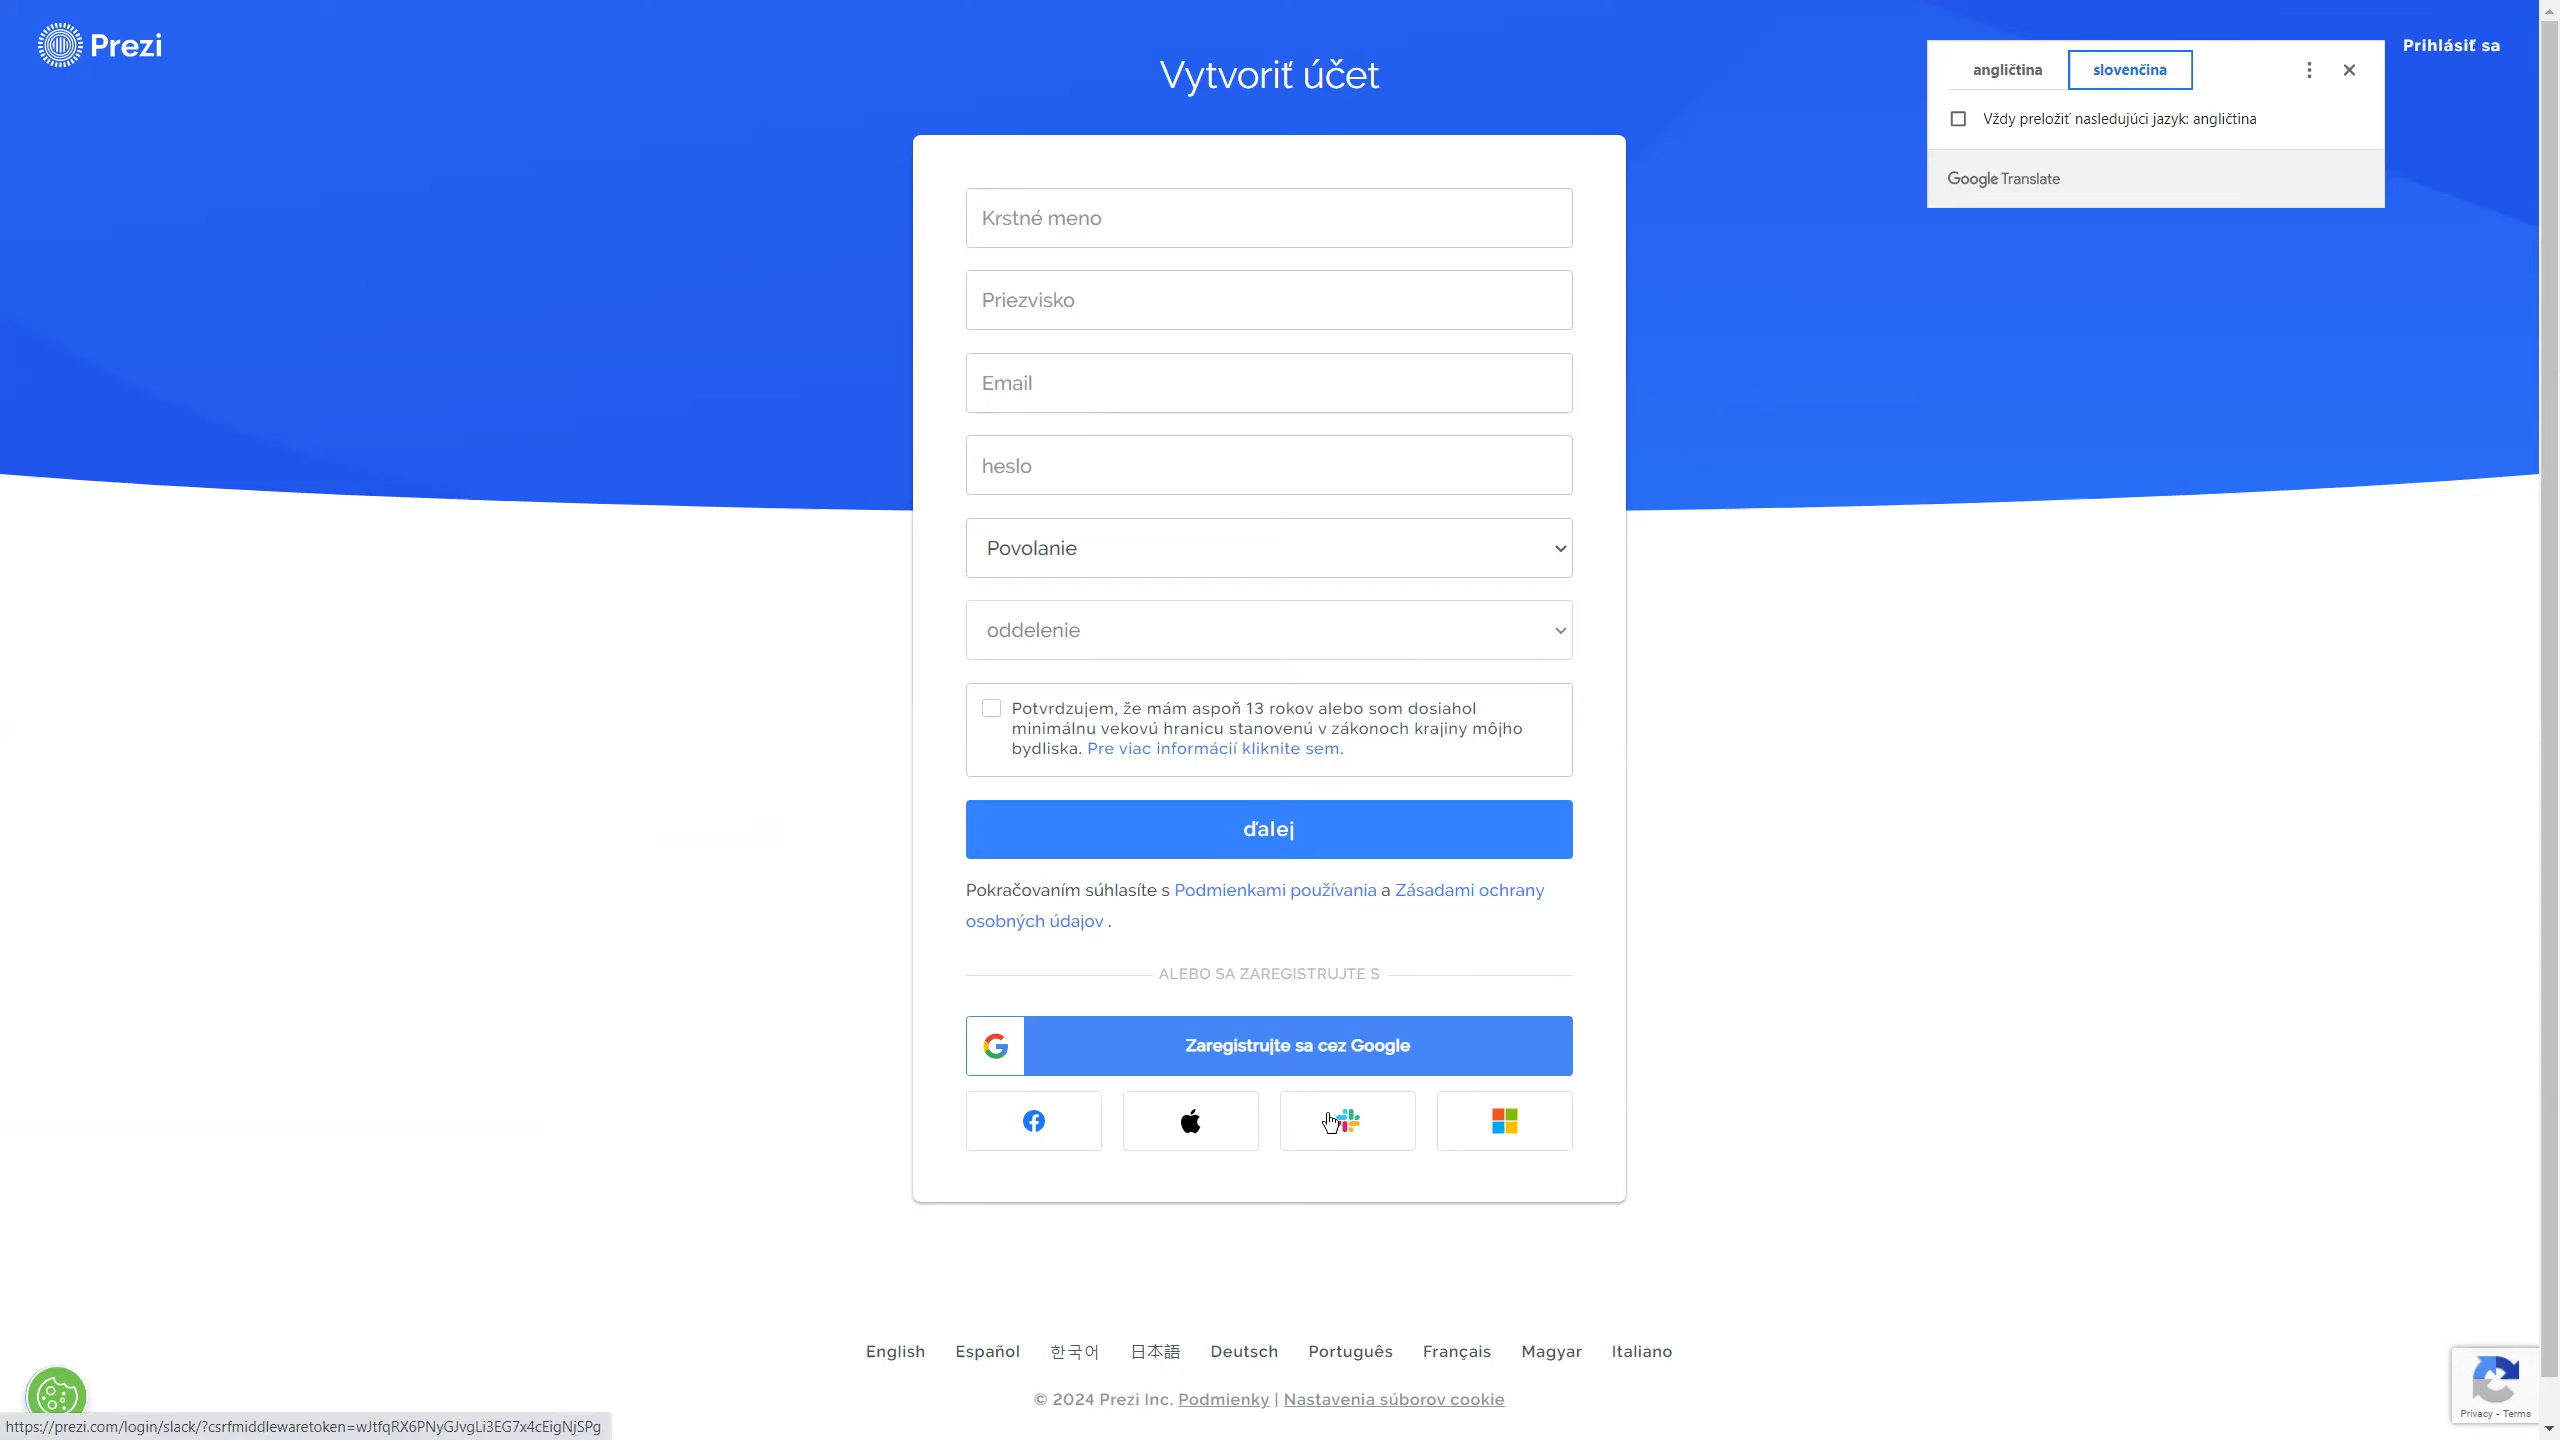 Prezi
Vytvoriť účet
Prihlásiť sa
angličtina
slovenčina
Vždy preložiť nasledujúci jazyk: angličtina
Google Translate
Krstné meno
Priezvisko
Email
heslo
Povolanie
oddelenie
Potvrdzujem, že mám aspoň 13 rokov alebo som dosiahol
minimálnu vekovú hranicu stanovenú v zákonoch krajiny môjho
bydliska. Pre viac informácií kliknite sem.
ďalej
Pokračovaním súhlasíte s Podmienkami používania a Zásadami ochrany
osobných údajov .
ALEBO SA ZAREGISTRUJTE S
Zaregistrujte sa cez Google
English Español 한국어 日本語 Deutsch Português Français Magyar Italiano
© 2024 Prezi Inc. Podmienky | Nastavenia súborov cookie
Privacy - Terms
https://prezi.com/login/slack/?csrfmiddlewaretoken=wJtfqRX6PNyGJvgLi3EG7x4cEigNjSPg